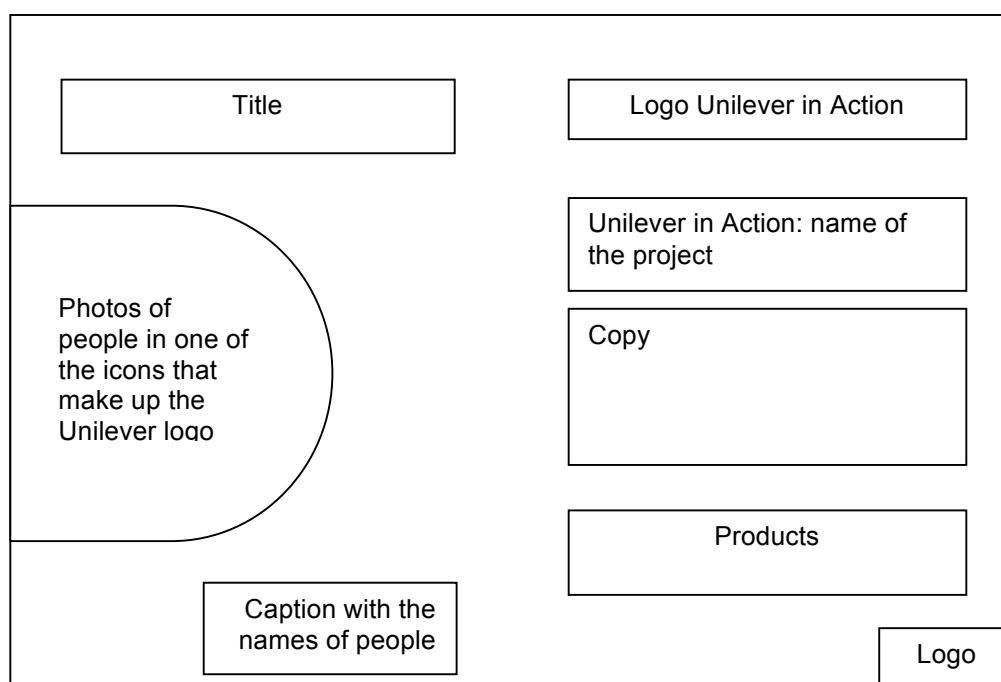 Title
Logo Unilever in Action
Unilever in Action: name of
the project
Photos of
people in one of
the icons that
make up the
Unilever logo
Copy
Products
Caption with the
names of people
Logo